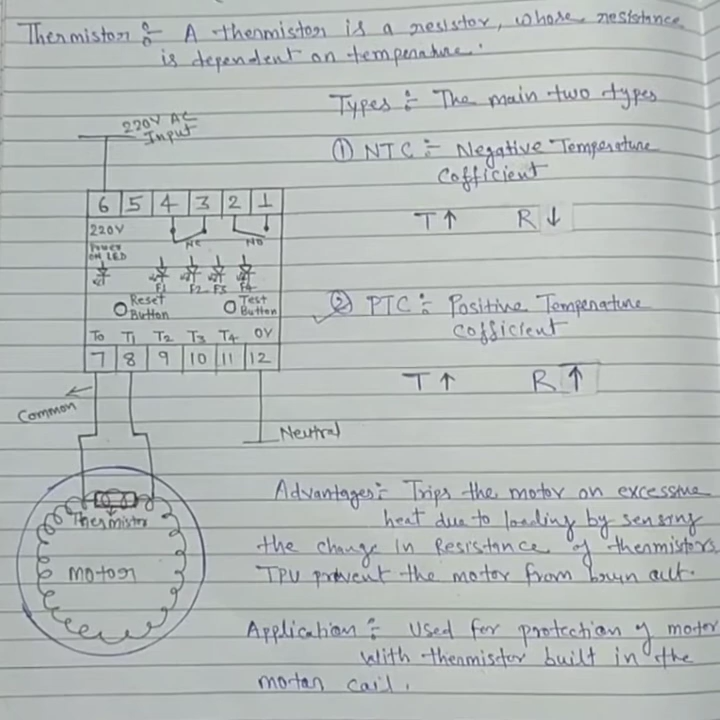 Thermistor :- A thermistor is a resistor, whose resistance
is dependent on temperature.
Types :- The main two types
① NTC :- Negative Temperature
Cofficient
T↑ R↓
② PTC :- Positive Temperature
Cofficient
T↑ R↑
220V AC
Input
6 5 4 3 2 1
220V
NC NO
Power
ON LED
F1 F2 F3 F4
Reset
Button
Test
Button
To T1 T2 T3 T4 0V
7 8 9 10 11 12
Common
Neutral
Thermistor
Motor
Advantages :- Trips the motor on excessive
heat due to loading by sensing
the change in Resistance of thermistors,
TPU prevent the motor from
Application :- Used for protection of motor
With thermistor built in the
motor coil.